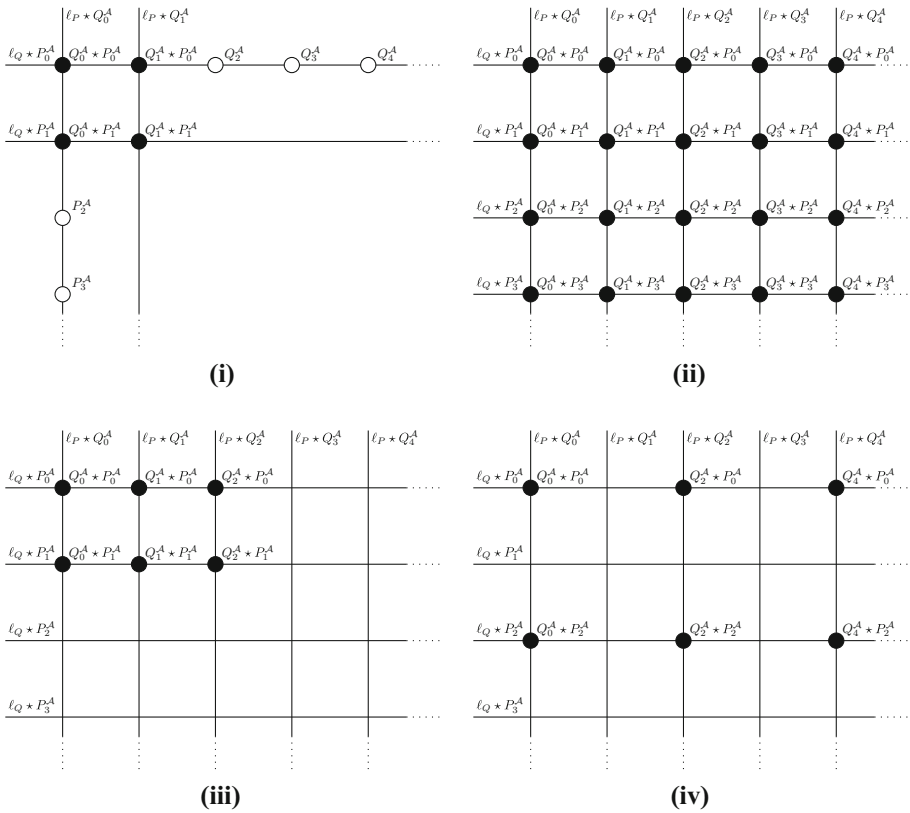 ℓ_P ⋆ Q_0^𝒜 ℓ_P ⋆ Q_1^𝒜
ℓ_Q ⋆ P_0^𝒜 Q_0^𝒜 ⋆ P_0^𝒜 Q_1^𝒜 ⋆ P_0^𝒜 Q_2^𝒜 Q_3^𝒜 Q_4^𝒜
ℓ_Q ⋆ P_1^𝒜 Q_0^𝒜 ⋆ P_1^𝒜 Q_1^𝒜 ⋆ P_1^𝒜
P_2^𝒜
P_3^𝒜
(i)
ℓ_P ⋆ Q_0^𝒜 ℓ_P ⋆ Q_1^𝒜 ℓ_P ⋆ Q_2^𝒜 ℓ_P ⋆ Q_3^𝒜 ℓ_P ⋆ Q_4^𝒜
ℓ_Q ⋆ P_0^𝒜 Q_0^𝒜 ⋆ P_0^𝒜 Q_1^𝒜 ⋆ P_0^𝒜 Q_2^𝒜 ⋆ P_0^𝒜 Q_3^𝒜 ⋆ P_0^𝒜 Q_4^𝒜 ⋆ P_0^𝒜
ℓ_Q ⋆ P_1^𝒜 Q_0^𝒜 ⋆ P_1^𝒜 Q_1^𝒜 ⋆ P_1^𝒜 Q_2^𝒜 ⋆ P_1^𝒜 Q_3^𝒜 ⋆ P_1^𝒜 Q_4^𝒜 ⋆ P_1^𝒜
ℓ_Q ⋆ P_2^𝒜 Q_0^𝒜 ⋆ P_2^𝒜 Q_1^𝒜 ⋆ P_2^𝒜 Q_2^𝒜 ⋆ P_2^𝒜 Q_3^𝒜 ⋆ P_2^𝒜 Q_4^𝒜 ⋆ P_2^𝒜
ℓ_Q ⋆ P_3^𝒜 Q_0^𝒜 ⋆ P_3^𝒜 Q_1^𝒜 ⋆ P_3^𝒜 Q_2^𝒜 ⋆ P_3^𝒜 Q_3^𝒜 ⋆ P_3^𝒜 Q_4^𝒜 ⋆ P_3^𝒜
(ii)
ℓ_P ⋆ Q_0^𝒜 ℓ_P ⋆ Q_1^𝒜 ℓ_P ⋆ Q_2^𝒜 ℓ_P ⋆ Q_3^𝒜 ℓ_P ⋆ Q_4^𝒜
ℓ_Q ⋆ P_0^𝒜 Q_0^𝒜 ⋆ P_0^𝒜 Q_1^𝒜 ⋆ P_0^𝒜 Q_2^𝒜 ⋆ P_0^𝒜
ℓ_Q ⋆ P_1^𝒜 Q_0^𝒜 ⋆ P_1^𝒜 Q_1^𝒜 ⋆ P_1^𝒜 Q_2^𝒜 ⋆ P_1^𝒜
ℓ_Q ⋆ P_2^𝒜
ℓ_Q ⋆ P_3^𝒜
(iii)
ℓ_P ⋆ Q_0^𝒜 ℓ_P ⋆ Q_1^𝒜 ℓ_P ⋆ Q_2^𝒜 ℓ_P ⋆ Q_3^𝒜 ℓ_P ⋆ Q_4^𝒜
ℓ_Q ⋆ P_0^𝒜 Q_0^𝒜 ⋆ P_0^𝒜 Q_2^𝒜 ⋆ P_0^𝒜 Q_4^𝒜 ⋆ P_0^𝒜
ℓ_Q ⋆ P_1^𝒜
ℓ_Q ⋆ P_2^𝒜 Q_0^𝒜 ⋆ P_2^𝒜 Q_2^𝒜 ⋆ P_2^𝒜 Q_4^𝒜 ⋆ P_2^𝒜
ℓ_Q ⋆ P_3^𝒜
(iv)